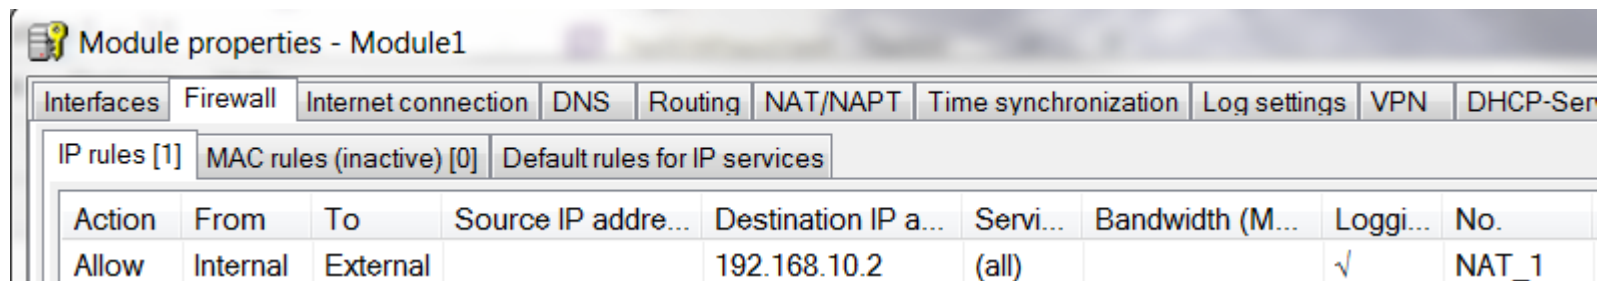 Module properties - Module1
Interfaces Firewall Internet connection DNS Routing NAT/NAPT Time synchronization Log settings VPN DHCP-Ser
IP rules [1] MAC rules (inactive) [0] Default rules for IP services
Action From To Source IP addre... Destination IP a... Servi... Bandwidth (M... Loggi... No.
Allow Internal External 192.168.10.2 (all) √ NAT_1